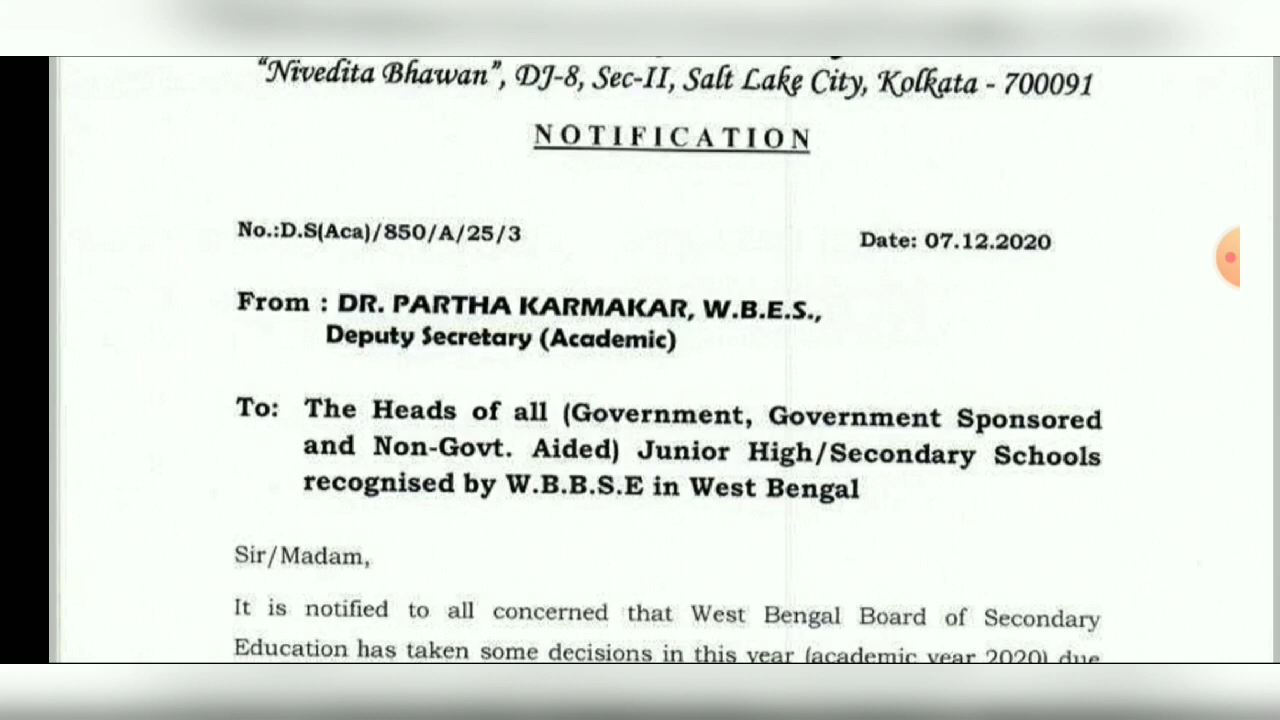 "Nivedita Bhawan", DJ-8, Sec-II, Salt Lake City, Kolkata - 700091
NOTIFICATION
No.:D.S(Aca)/850/A/25/3
Date: 07.12.2020
From : DR. PARTHA KARMAKAR, W.B.E.S.,
Deputy Secretary (Academic)
To: The Heads of all (Government, Government Sponsored
and Non-Govt. Aided) Junior High/Secondary Schools
recognised by W.B.B.S.E in West Bengal
Sir/Madam,
It is notified to all concerned that West Bengal Board of Secondary
Education has taken some decisions in this year (academic year 2020) due